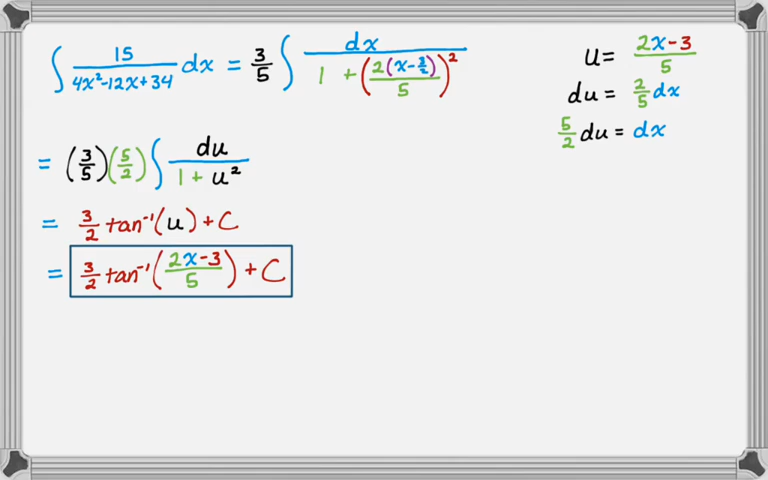 ∫ 15/(4x²-12x+34) dx = 3/5 ∫ dx/(1 + (2(x-3/2)/5)²)
u = (2x-3)/5
du = 2/5 dx
5/2 du = dx
= (3/5)(5/2) ∫ du/(1+u²)
= 3/2 tan⁻¹(u) + C
= 3/2 tan⁻¹((2x-3)/5) + C